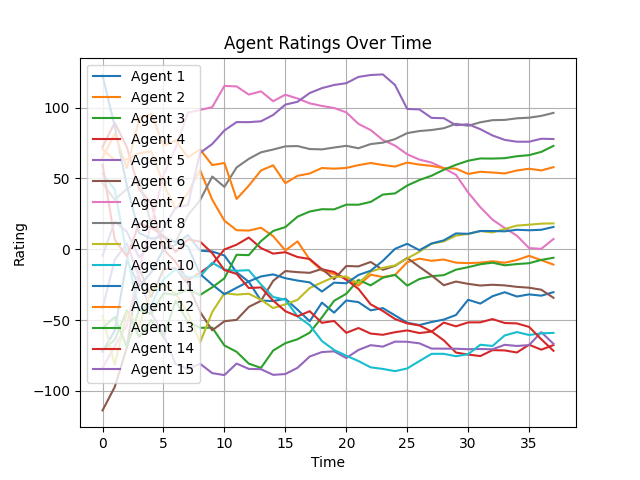 Agent Ratings Over Time
Rating
100
50
0
−50
−100
Agent 1
Agent 2
Agent 3
Agent 4
Agent 5
Agent 6
Agent 7
Agent 8
Agent 9
Agent 10
Agent 11
Agent 12
Agent 13
Agent 14
Agent 15
0 5 10 15 20 25 30 35
Time